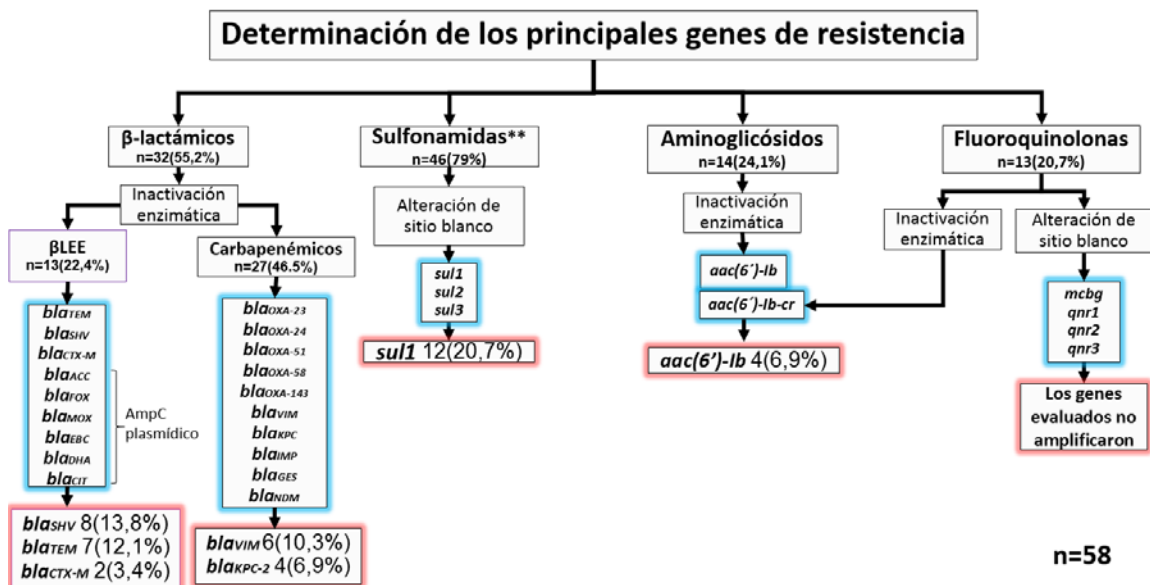 Determinación de los principales genes de resistencia
β-lactámicos
n=32(55,2%)
Inactivación
enzimática
βLEE
n=13(22,4%)
blaTEM
blaSHV
blaCTX-M
blaACC
blaFOX
blaMOX
blaEBC
blaDHA
blaCIT
AmpC
plasmídico
blaSHV 8(13,8%)
blaTEM 7(12,1%)
blaCTX-M 2(3,4%)
Carbapenémicos
n=27(46.5%)
blaOXA-23
blaOXA-24
blaOXA-51
blaOXA-58
blaOXA-143
blaVIM
blaKPC
blaIMP
blaGES
blaNDM
blaVIM 6(10,3%)
blaKPC-2 4(6,9%)
Sulfonamidas**
n=46(79%)
Alteración de
sitio blanco
sul1
sul2
sul3
sul1 12(20,7%)
Aminoglicósidos
n=14(24,1%)
Inactivación
enzimática
aac(6´)-Ib
aac(6´)-Ib-cr
aac(6’)-Ib 4(6,9%)
Fluoroquinolonas
n=13(20,7%)
Inactivación
enzimática
Alteración de
sitio blanco
mcbg
qnr1
qnr2
qnr3
Los genes
evaluados no
amplificaron
n=58